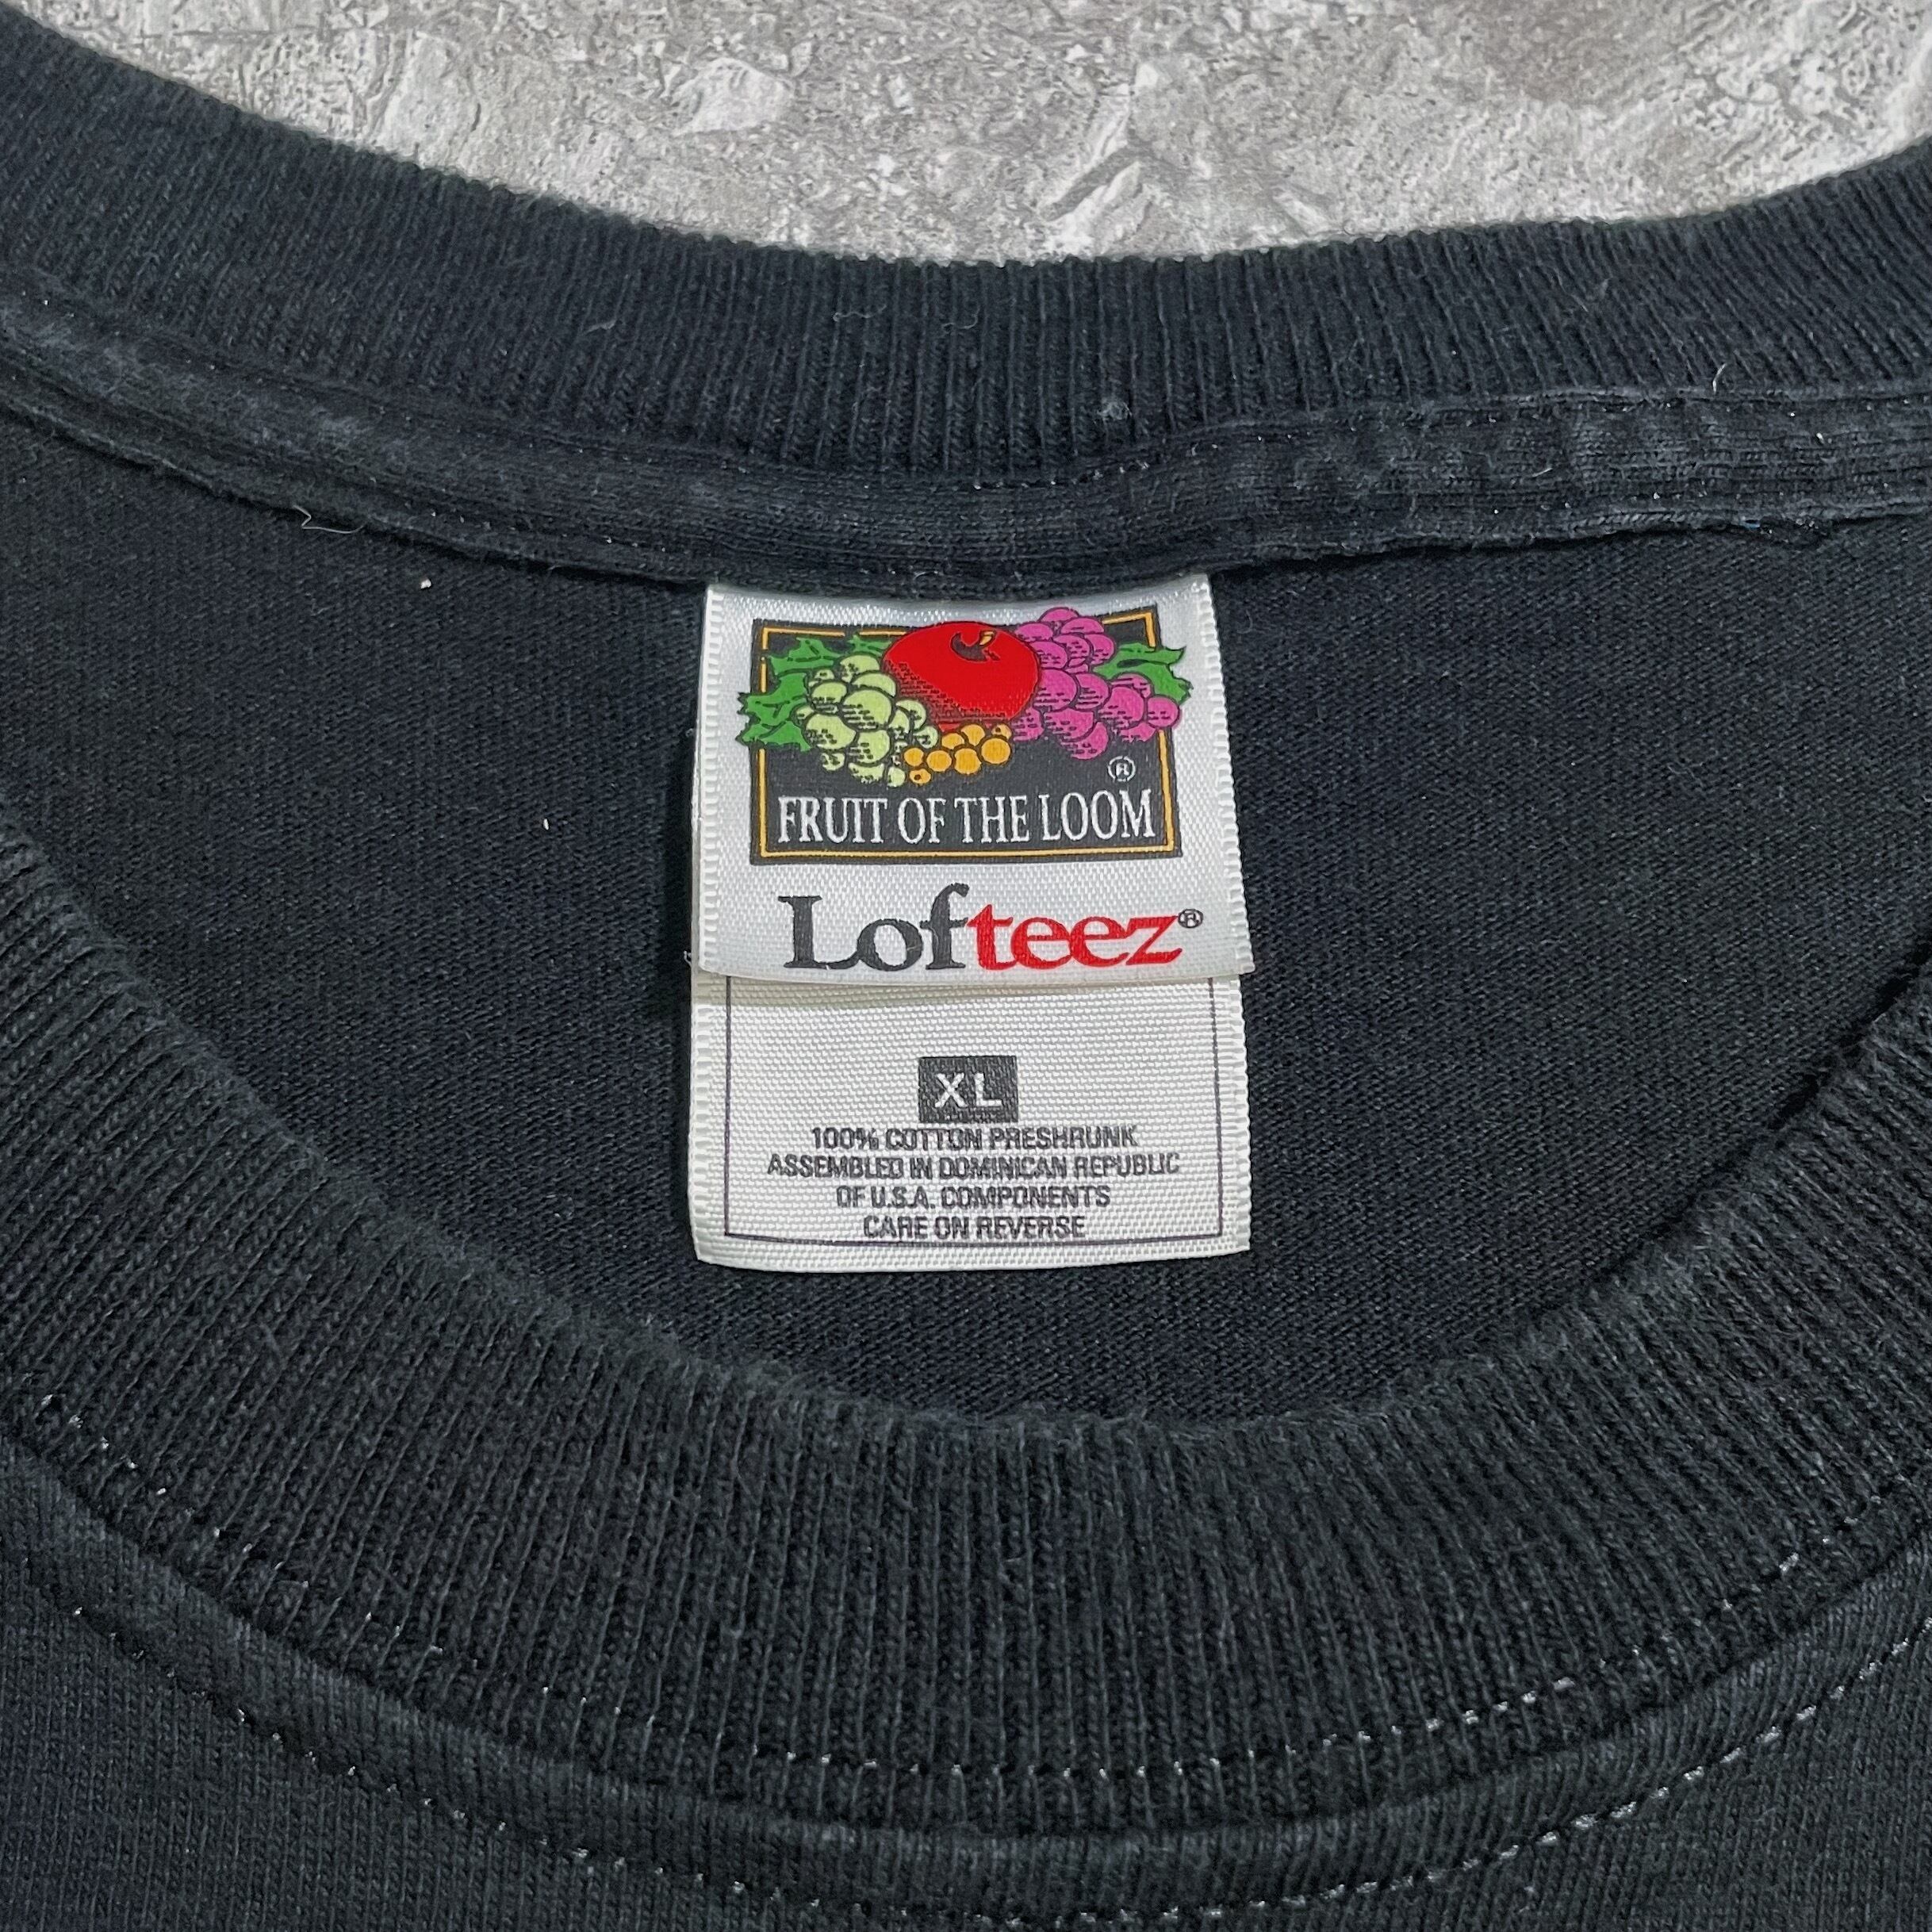 ®
FRUIT OF THE LOOM
Lofteez®
XL
100% COTTON PRESHRUNK
ASSEMBLED IN DOMINICAN REPUBLIC
OF U.S.A. COMPONENTS
CARE ON REVERSE